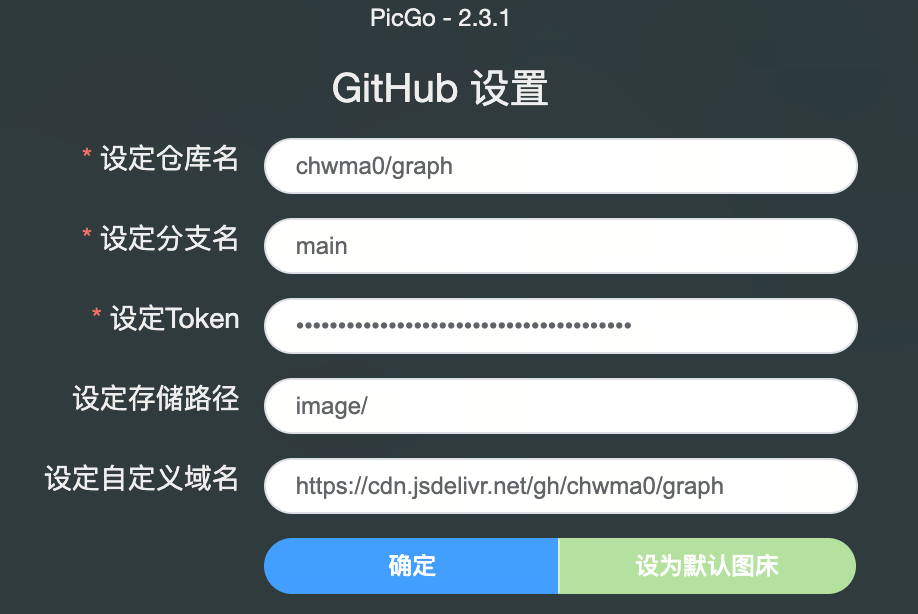 PicGo - 2.3.1
GitHub 设置
* 设定仓库名 chwma0/graph
* 设定分支名 main
* 设定Token ••••••••••••••••••••••••••••••••••••••••
设定存储路径 image/
设定自定义域名 https://cdn.jsdelivr.net/gh/chwma0/graph
确定 设为默认图床